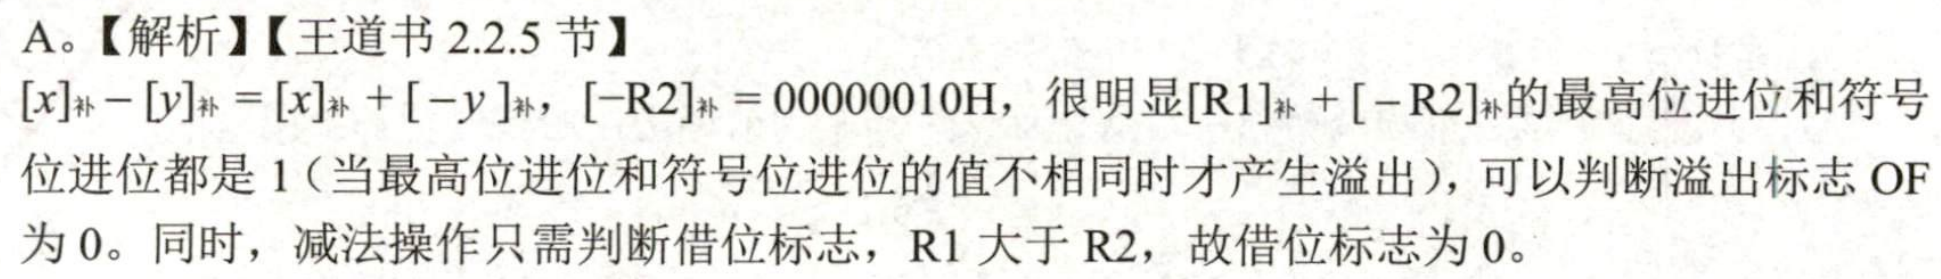 A。【解析】【王道书 2.2.5 节】
[x]补 − [y]补 = [x]补 + [ −y ]补，[−R2]补 = 00000010H，很明显[R1]补 + [ − R2]补的最高位进位和符号
位进位都是 1（当最高位进位和符号位进位的值不相同时才产生溢出），可以判断溢出标志 OF
为 0。同时，减法操作只需判断借位标志，R1 大于 R2，故借位标志为 0。